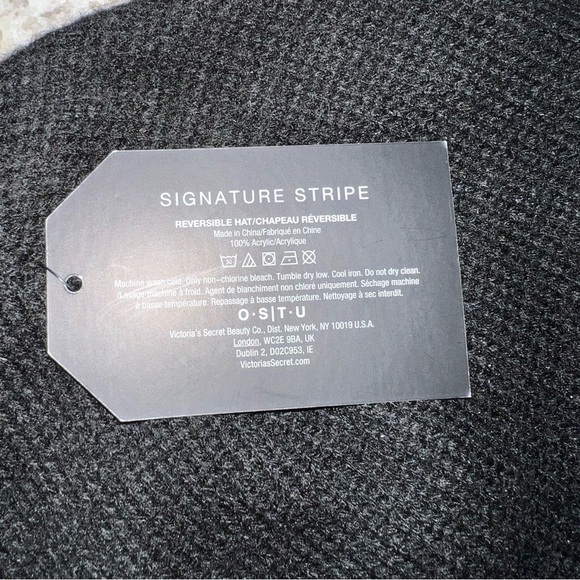 SIGNATURE STRIPE
REVERSIBLE HAT/CHAPEAU RÉVERSIBLE
Made in China/Fabriqué en Chine
100% Acrylic/Acrylique
30
Machine wash cold. Only non-chlorine bleach. Tumble dry low. Cool iron. Do not dry clean.
Lavage machine à froid. Agent de blanchiment non chloré uniquement. Séchage machine
à basse température. Repassage à basse température. Nettoyage à sec interdit.
O·S|T·U
Victoria's Secret Beauty Co., Dist. New York, NY 10019 U.S.A.
London, WC2E 9BA, UK
Dublin 2, D02C953, IE
VictoriasSecret.com